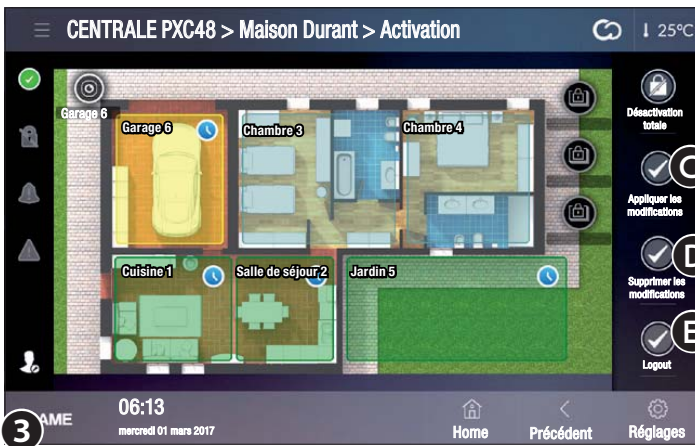 CENTRALE PXC48 > Maison Durant > Activation
25°C
Garage 6
Garage 6
Chambre 3
Chambre 4
Désactivation totale
C
Appliquer les modifications
D
Supprimer les modifications
Cuisine 1
Salle de séjour 2
Jardin 5
E
Logout
3
AME
06:13
mercredi 01 mars 2017
Home
Précédent
Réglages